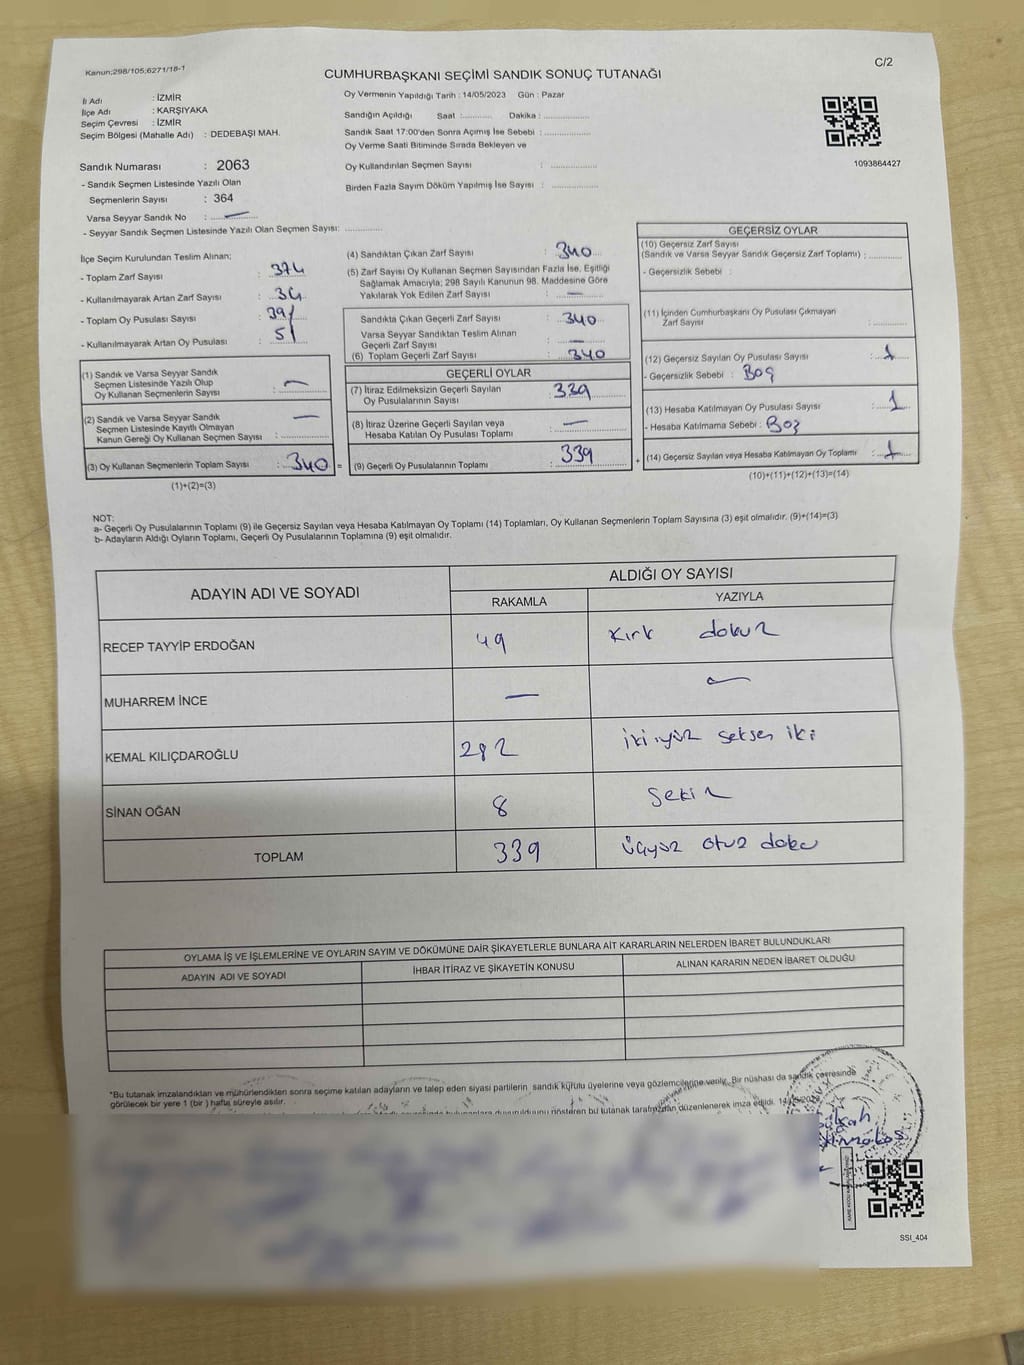 Kanun;298/105;6271/18-1
C/2
CUMHURBAŞKANI SEÇİMİ SANDIK SONUÇ TUTANAĞI
İl Adı : İZMİR
İlçe Adı : KARŞIYAKA
Seçim Çevresi : İZMİR
Seçim Bölgesi (Mahalle Adı) : DEDEBAŞI MAH.
Sandık Numarası : 2063
- Sandık Seçmen Listesinde Yazılı Olan
Seçmenlerin Sayısı : 364
Varsa Seyyar Sandık No : —
- Seyyar Sandık Seçmen Listesinde Yazılı Olan Seçmen Sayısı: ..............
Oy Vermenin Yapıldığı Tarih : 14/05/2023 Gün : Pazar
Sandığın Açıldığı Saat :........... Dakika :................
Sandık Saat 17:00'den Sonra Açımış İse Sebebi :................
Oy Verme Saati Bitiminde Sırada Bekleyen ve
Oy Kullandırılan Seçmen Sayısı : ................
Birden Fazla Sayım Döküm Yapılmış İse Sayısı : ................
1093864427
İlçe Seçim Kurulundan Teslim Alınan;
- Toplam Zarf Sayısı : 374
- Kullanılmayarak Artan Zarf Sayısı : 34
- Toplam Oy Pusulası Sayısı : 391
- Kullanılmayarak Artan Oy Pusulası : 51
(1) Sandık ve Varsa Seyyar Sandık
Seçmen Listesinde Yazılı Olup
Oy Kullanan Seçmenlerin Sayısı : —
(2) Sandık ve Varsa Seyyar Sandık
Seçmen Listesinde Kayıtlı Olmayan
Kanun Gereği Oy Kullanan Seçmen Sayısı : —
(3) Oy Kullanan Seçmenlerin Toplam Sayısı : 340 =
(1)+(2)=(3)
(4) Sandıktan Çıkan Zarf Sayısı : 340
(5) Zarf Sayısı Oy Kullanan Seçmen Sayısından Fazla İse, Eşitliği
Sağlamak Amacıyla; 298 Sayılı Kanunun 98. Maddesine Göre
Yakılarak Yok Edilen Zarf Sayısı : —
Sandıkta Çıkan Geçerli Zarf Sayısı : 340
Varsa Seyyar Sandıktan Teslim Alınan
Geçerli Zarf Sayısı : —
(6) Toplam Geçerli Zarf Sayısı : 340
GEÇERLİ OYLAR
(7) İtiraz Edilmeksizin Geçerli Sayılan
Oy Pusulalarının Sayısı : 339
(8) İtiraz Üzerine Geçerli Sayılan veya
Hesaba Katılan Oy Pusulası Toplamı : —
(9) Geçerli Oy Pusulalarının Toplamı : 339 +
GEÇERSİZ OYLAR
(10) Geçersiz Zarf Sayısı
(Sandık ve Varsa Seyyar Sandık Geçersiz Zarf Toplamı) : ............
- Geçersizlik Sebebi :
(11) İçinden Cumhurbaşkanı Oy Pusulası Çıkmayan
Zarf Sayısı : ............
(12) Geçersiz Sayılan Oy Pusulası Sayısı : 1
- Geçersizlik Sebebi :
(13) Hesaba Katılmayan Oy Pusulası Sayısı : 1
- Hesaba Katılmama Sebebi :
(14) Geçersiz Sayılan veya Hesaba Katılmayan Oy Toplamı : 1
(10)+(11)+(12)+(13)=(14)
NOT:
a- Geçerli Oy Pusulalarının Toplamı (9) ile Geçersiz Sayılan veya Hesaba Katılmayan Oy Toplamı (14) Toplamları, Oy Kullanan Seçmenlerin Toplam Sayısına (3) eşit olmalıdır. (9)+(14)=(3)
b- Adayların Aldığı Oyların Toplamı, Geçerli Oy Pusulalarının Toplamına (9) eşit olmalıdır.
ADAYIN ADI VE SOYADI
ALDIĞI OY SAYISI
RAKAMLA YAZIYLA
RECEP TAYYİP ERDOĞAN 49 Kırk dokuz
MUHARREM İNCE — —
KEMAL KILIÇDAROĞLU 282 ikiyüz seksen iki
SİNAN OĞAN 8 Sekiz
TOPLAM 339 üçyüz otuz doku
OYLAMA İŞ VE İŞLEMLERİNE VE OYLARIN SAYIM VE DÖKÜMÜNE DAİR ŞİKAYETLERLE BUNLARA AİT KARARLARIN NELERDEN İBARET BULUNDUKLARI
ADAYIN ADI VE SOYADI İHBAR İTİRAZ VE ŞİKAYETİN KONUSU ALINAN KARARIN NEDEN İBARET OLDUĞU
*Bu tutanak imzalandıktan ve mühürlendikten sonra seçime katılan adayların ve talep eden siyasi partilerin sandık kurulu üyelerine veya gözlemcilerine verilir. Bir nüshası da sandık çevresinde
görülecek bir yere 1 (bir) hafta süreyle asılır.
bu tutanak tarafımızdan düzenlenerek imza edildi.
SSI_404